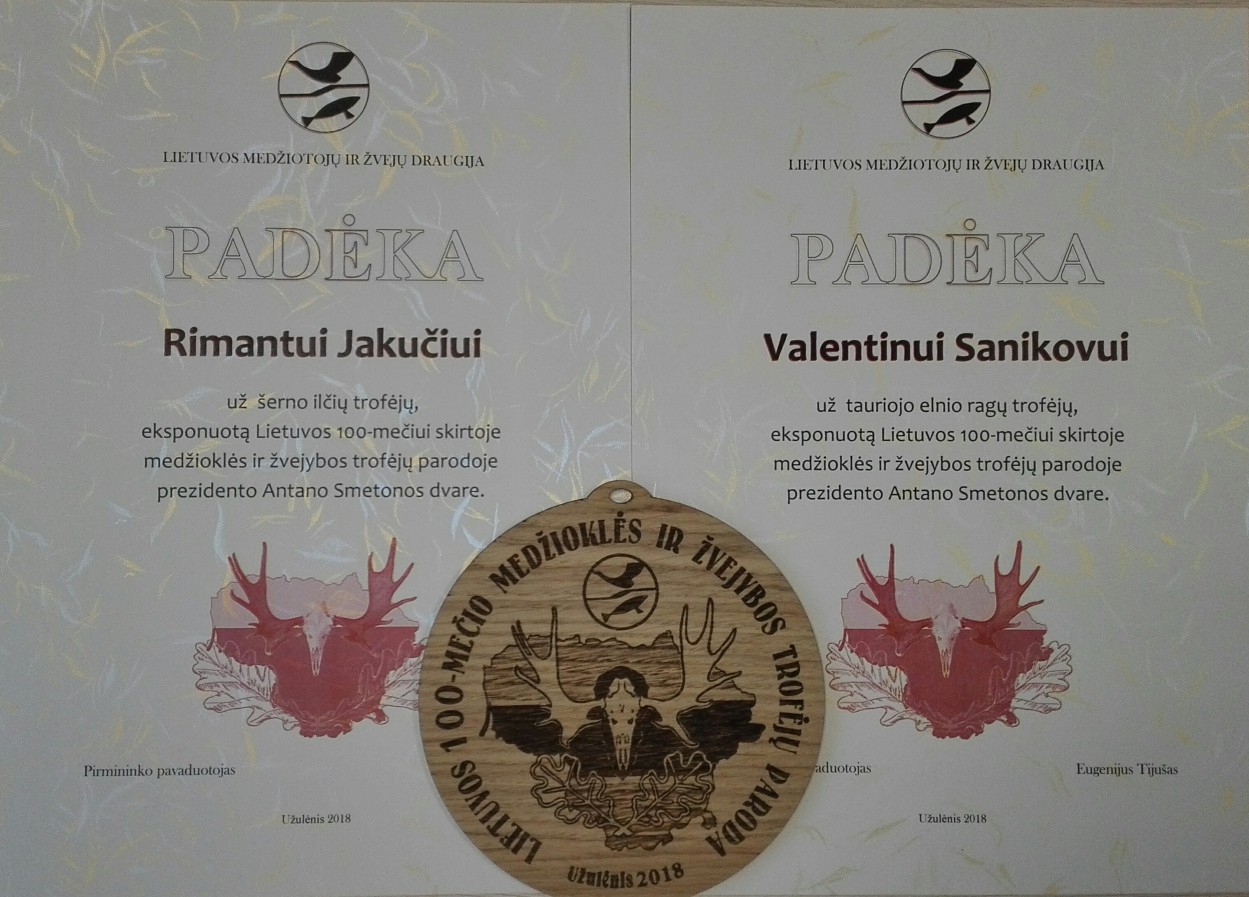 LIETUVOS MEDŽIOTOJŲ IR ŽVEJŲ DRAUGIJA
PADĖKA
Rimantui Jakučiui
už šerno ilčių trofėjų,
eksponuotą Lietuvos 100-mečiui skirtoje
medžioklės ir žvejybos trofėjų parodoje
prezidento Antano Smetonos dvare.
Pirmininko pavaduotojas
Užulėnis 2018
LIETUVOS MEDŽIOTOJŲ IR ŽVEJŲ DRAUGIJA
PADĖKA
Valentinui Sanikovui
už tauriojo elnio ragų trofėjų,
eksponuotą Lietuvos 100-mečiui skirtoje
medžioklės ir žvejybos trofėjų parodoje
prezidento Antano Smetonos dvare.
aduotojas Eugenijus Tijušas
Užulėnis 2018
LIETUVOS 100-MEČIO MEDŽIOKLĖS IR ŽVEJYBOS TROFĖJŲ PARODA
Užulėnis 2018